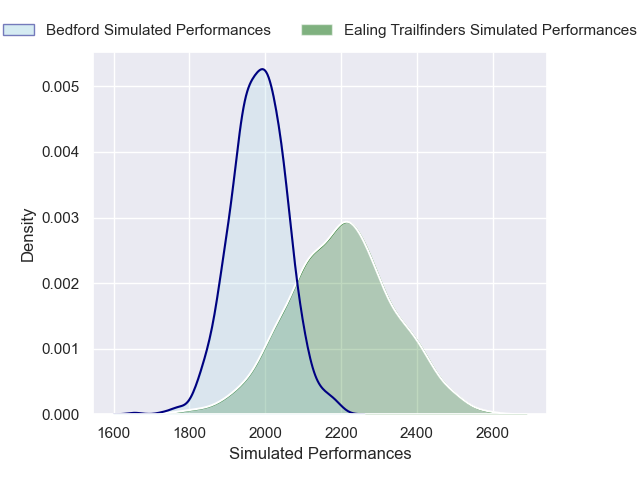 Bedford Simulated Performances
Ealing Trailfinders Simulated Performances
0.005
0.004
0.003
0.002
0.001
0.000
Density
1600 1800 2000 2200 2400 2600
Simulated Performances